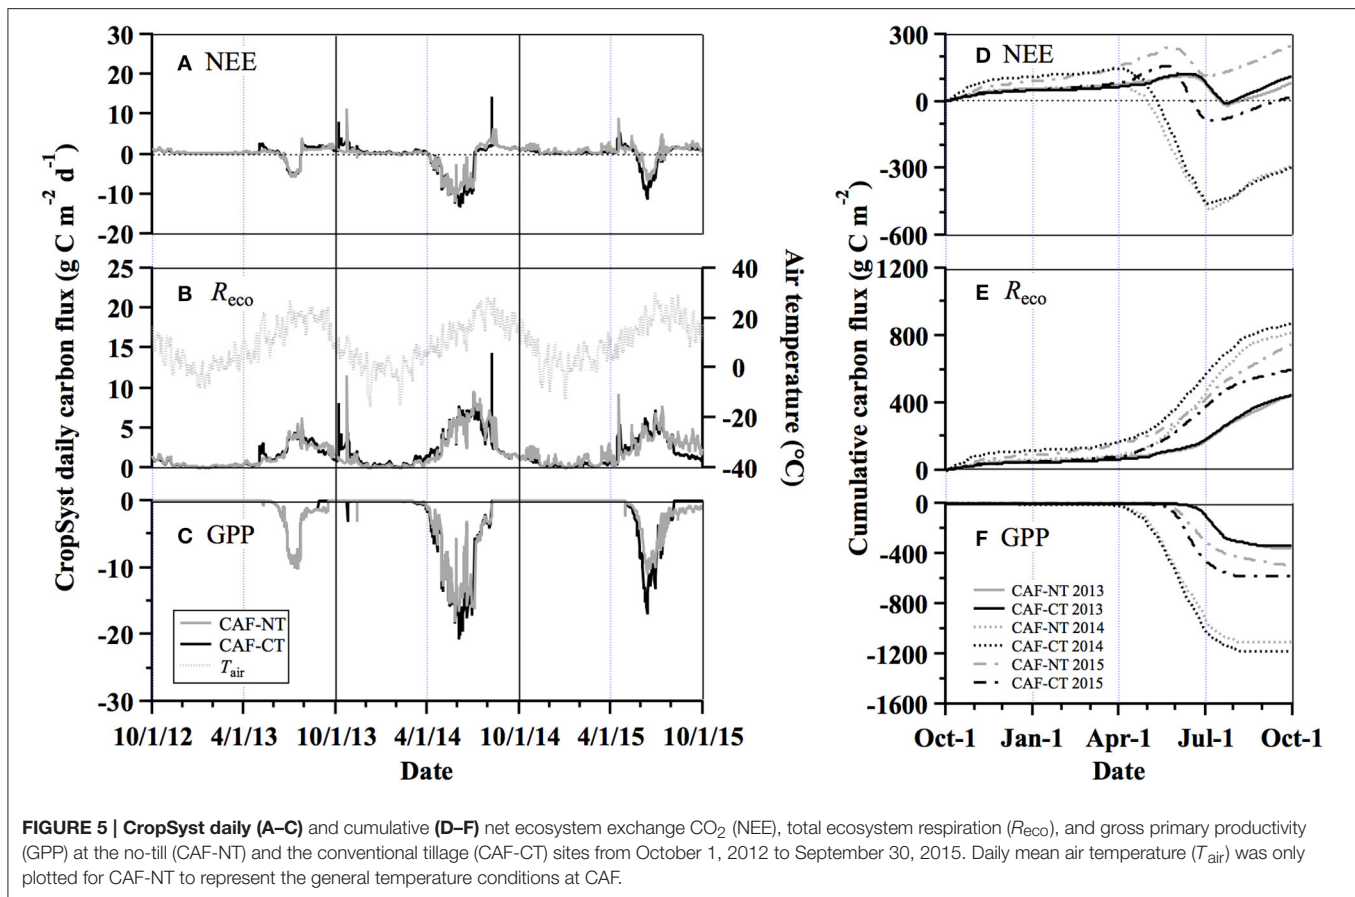 CropSyst daily carbon flux (g C m⁻² d⁻¹)
30
20
10
0
-10
-20
A NEE
25
20
15
10
5
0
B Reco
40
20
0
-20
-40
Air temperature (°C)
0
-10
-20
-30
C GPP
CAF-NT
CAF-CT
Tair
10/1/12 4/1/13 10/1/13 4/1/14 10/1/14 4/1/15 10/1/15
Date
Cumulative carbon flux (g C m⁻²)
300
0
-300
-600
D NEE
1200
800
400
0
E Reco
0
-400
-800
-1200
-1600
F GPP
CAF-NT 2013
CAF-CT 2013
CAF-NT 2014
CAF-CT 2014
CAF-NT 2015
CAF-CT 2015
Oct-1 Jan-1 Apr-1 Jul-1 Oct-1
Date
FIGURE 5 | CropSyst daily (A–C) and cumulative (D–F) net ecosystem exchange CO₂ (NEE), total ecosystem respiration (Reco), and gross primary productivity
(GPP) at the no-till (CAF-NT) and the conventional tillage (CAF-CT) sites from October 1, 2012 to September 30, 2015. Daily mean air temperature (Tair) was only
plotted for CAF-NT to represent the general temperature conditions at CAF.